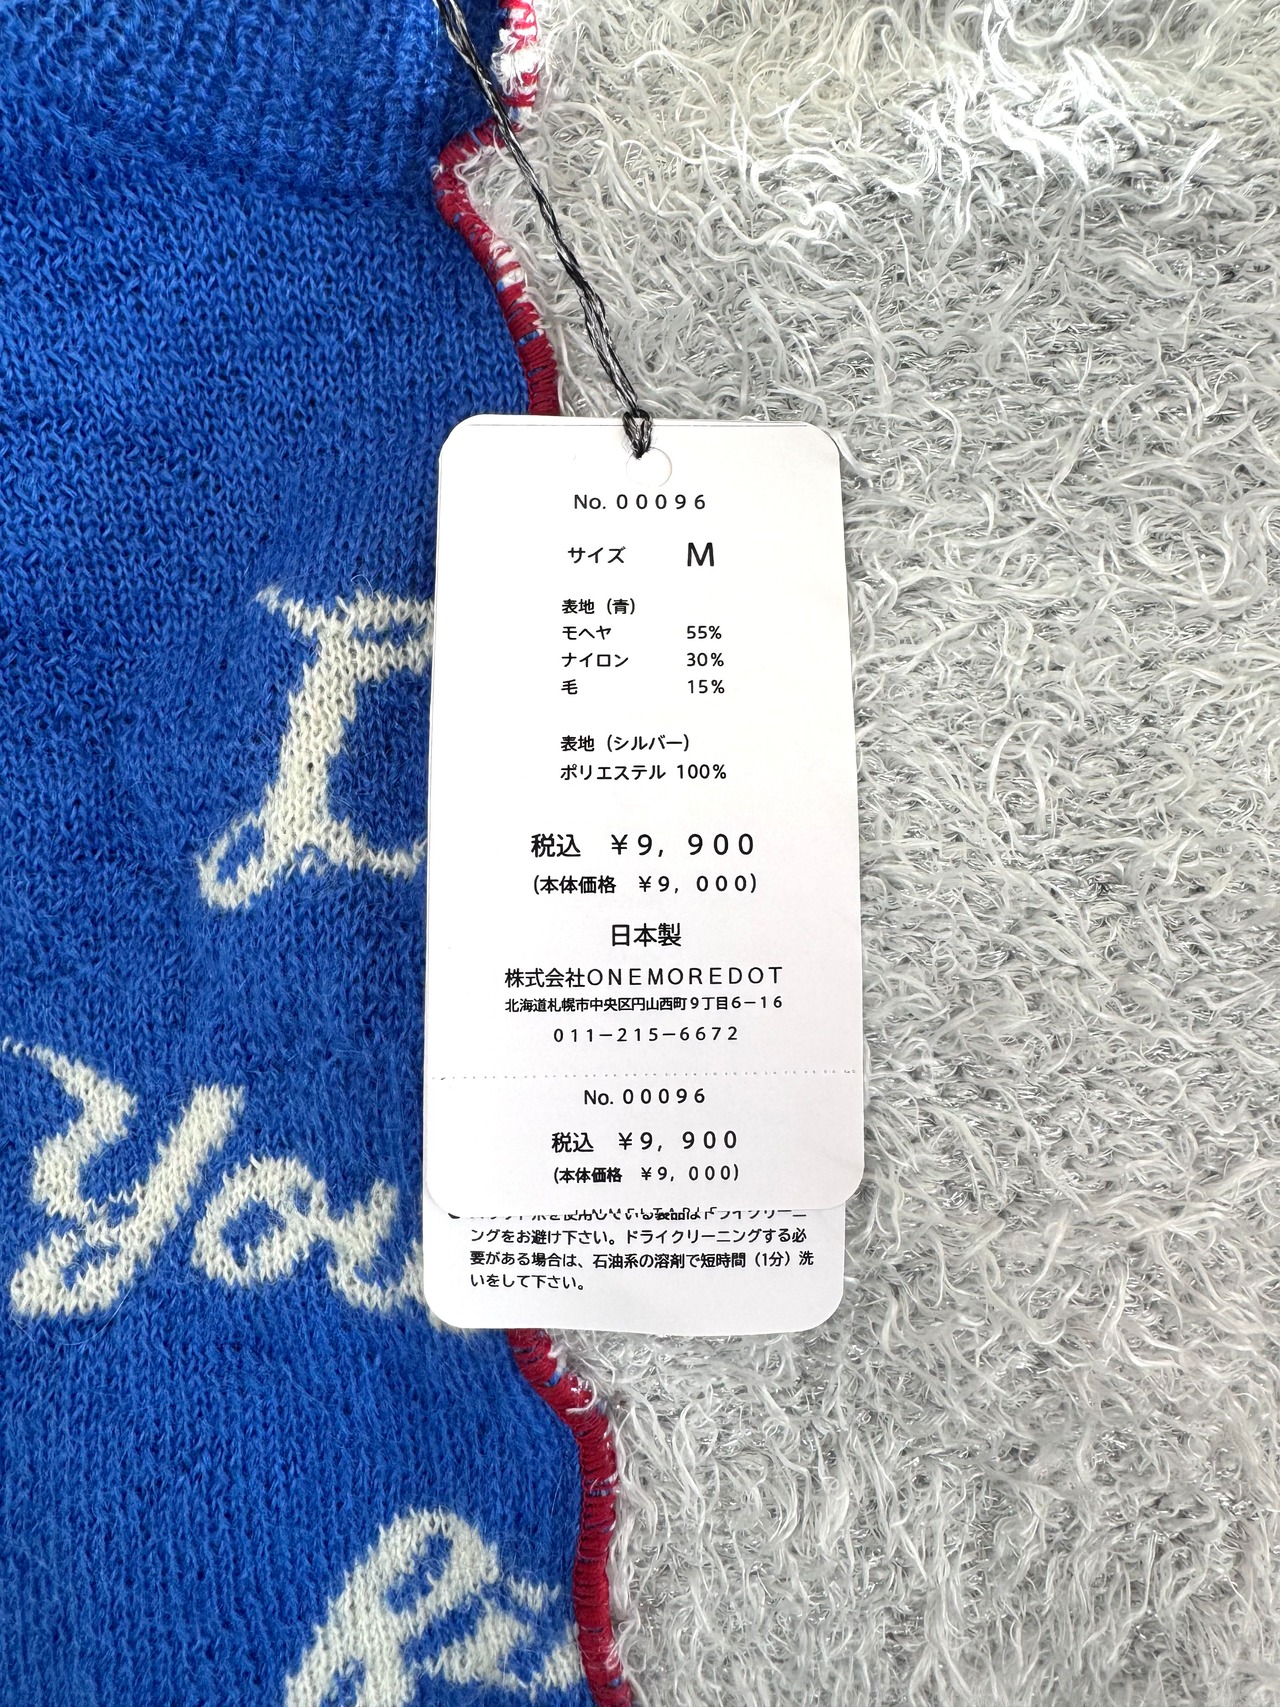 No. 00096
サイズ M
表地（青）
モヘヤ 55%
ナイロン 30%
毛 15%
表地（シルバー）
ポリエステル 100%
税込 ￥9, 900
(本体価格 ￥9, 000)
日本製
株式会社ONEMOREDOT
北海道札幌市中央区円山西町9丁目6－16
011－215－6672
No. 00096
税込 ￥9, 900
(本体価格 ￥9, 000)
ングをお避け下さい。ドライクリーニングする必
要がある場合は、石油系の溶剤で短時間（1分）洗
いをして下さい。
You